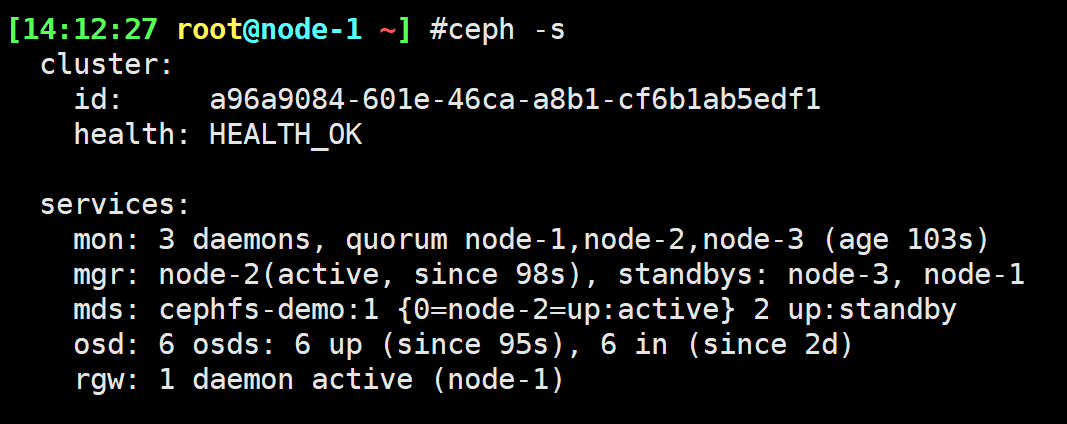 [14:12:27 root@node-1 ~] #ceph -s
  cluster:
    id:     a96a9084-601e-46ca-a8b1-cf6b1ab5edf1
    health: HEALTH_OK

  services:
    mon: 3 daemons, quorum node-1,node-2,node-3 (age 103s)
    mgr: node-2(active, since 98s), standbys: node-3, node-1
    mds: cephfs-demo:1 {0=node-2=up:active} 2 up:standby
    osd: 6 osds: 6 up (since 95s), 6 in (since 2d)
    rgw: 1 daemon active (node-1)